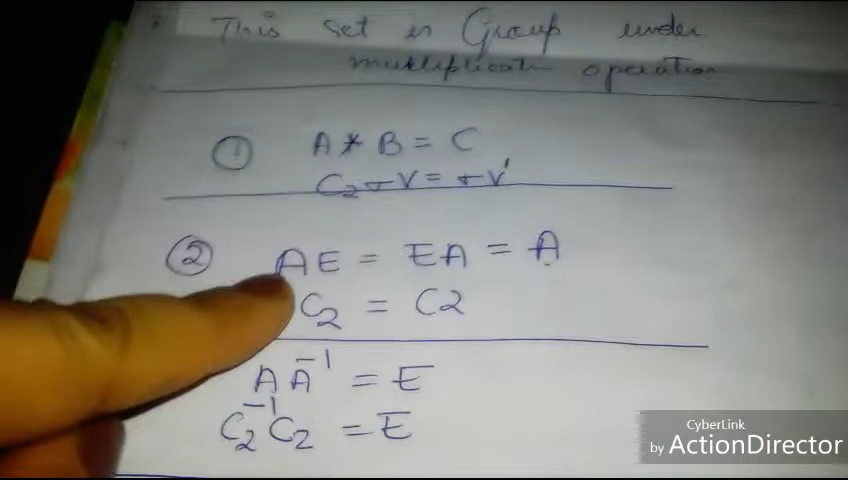 This set is Group under
multiplicatn operation
① A * B = C
C₂ σV = σV'
② AE = EA = A
C₂ = C2
A A⁻¹ = E
C₂⁻¹ C₂ = E
CyberLink
by ActionDirector